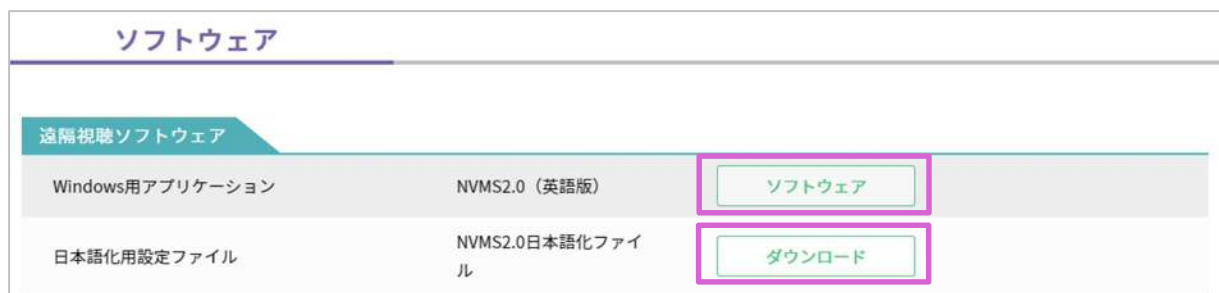 ソフトウェア
遠隔視聴ソフトウェア
Windows用アプリケーション NVMS2.0（英語版） ソフトウェア
日本語化用設定ファイル NVMS2.0日本語化ファイ
ル
ダウンロード